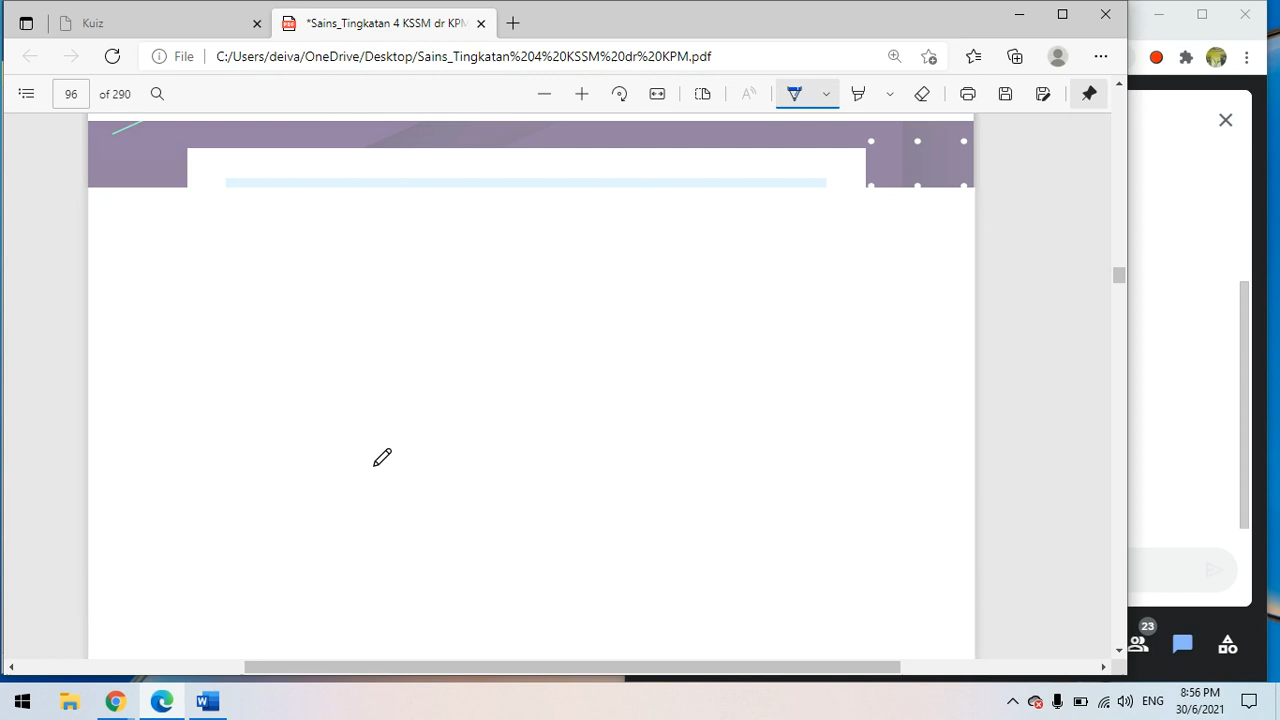 Kuiz
*Sains_Tingkatan 4 KSSM dr KPM
File
C:/Users/deiva/OneDrive/Desktop/Sains_Tingkatan%204%20KSSM%20dr%20KPM.pdf
96 of 290
23
ENG
8:56 PM
30/6/2021